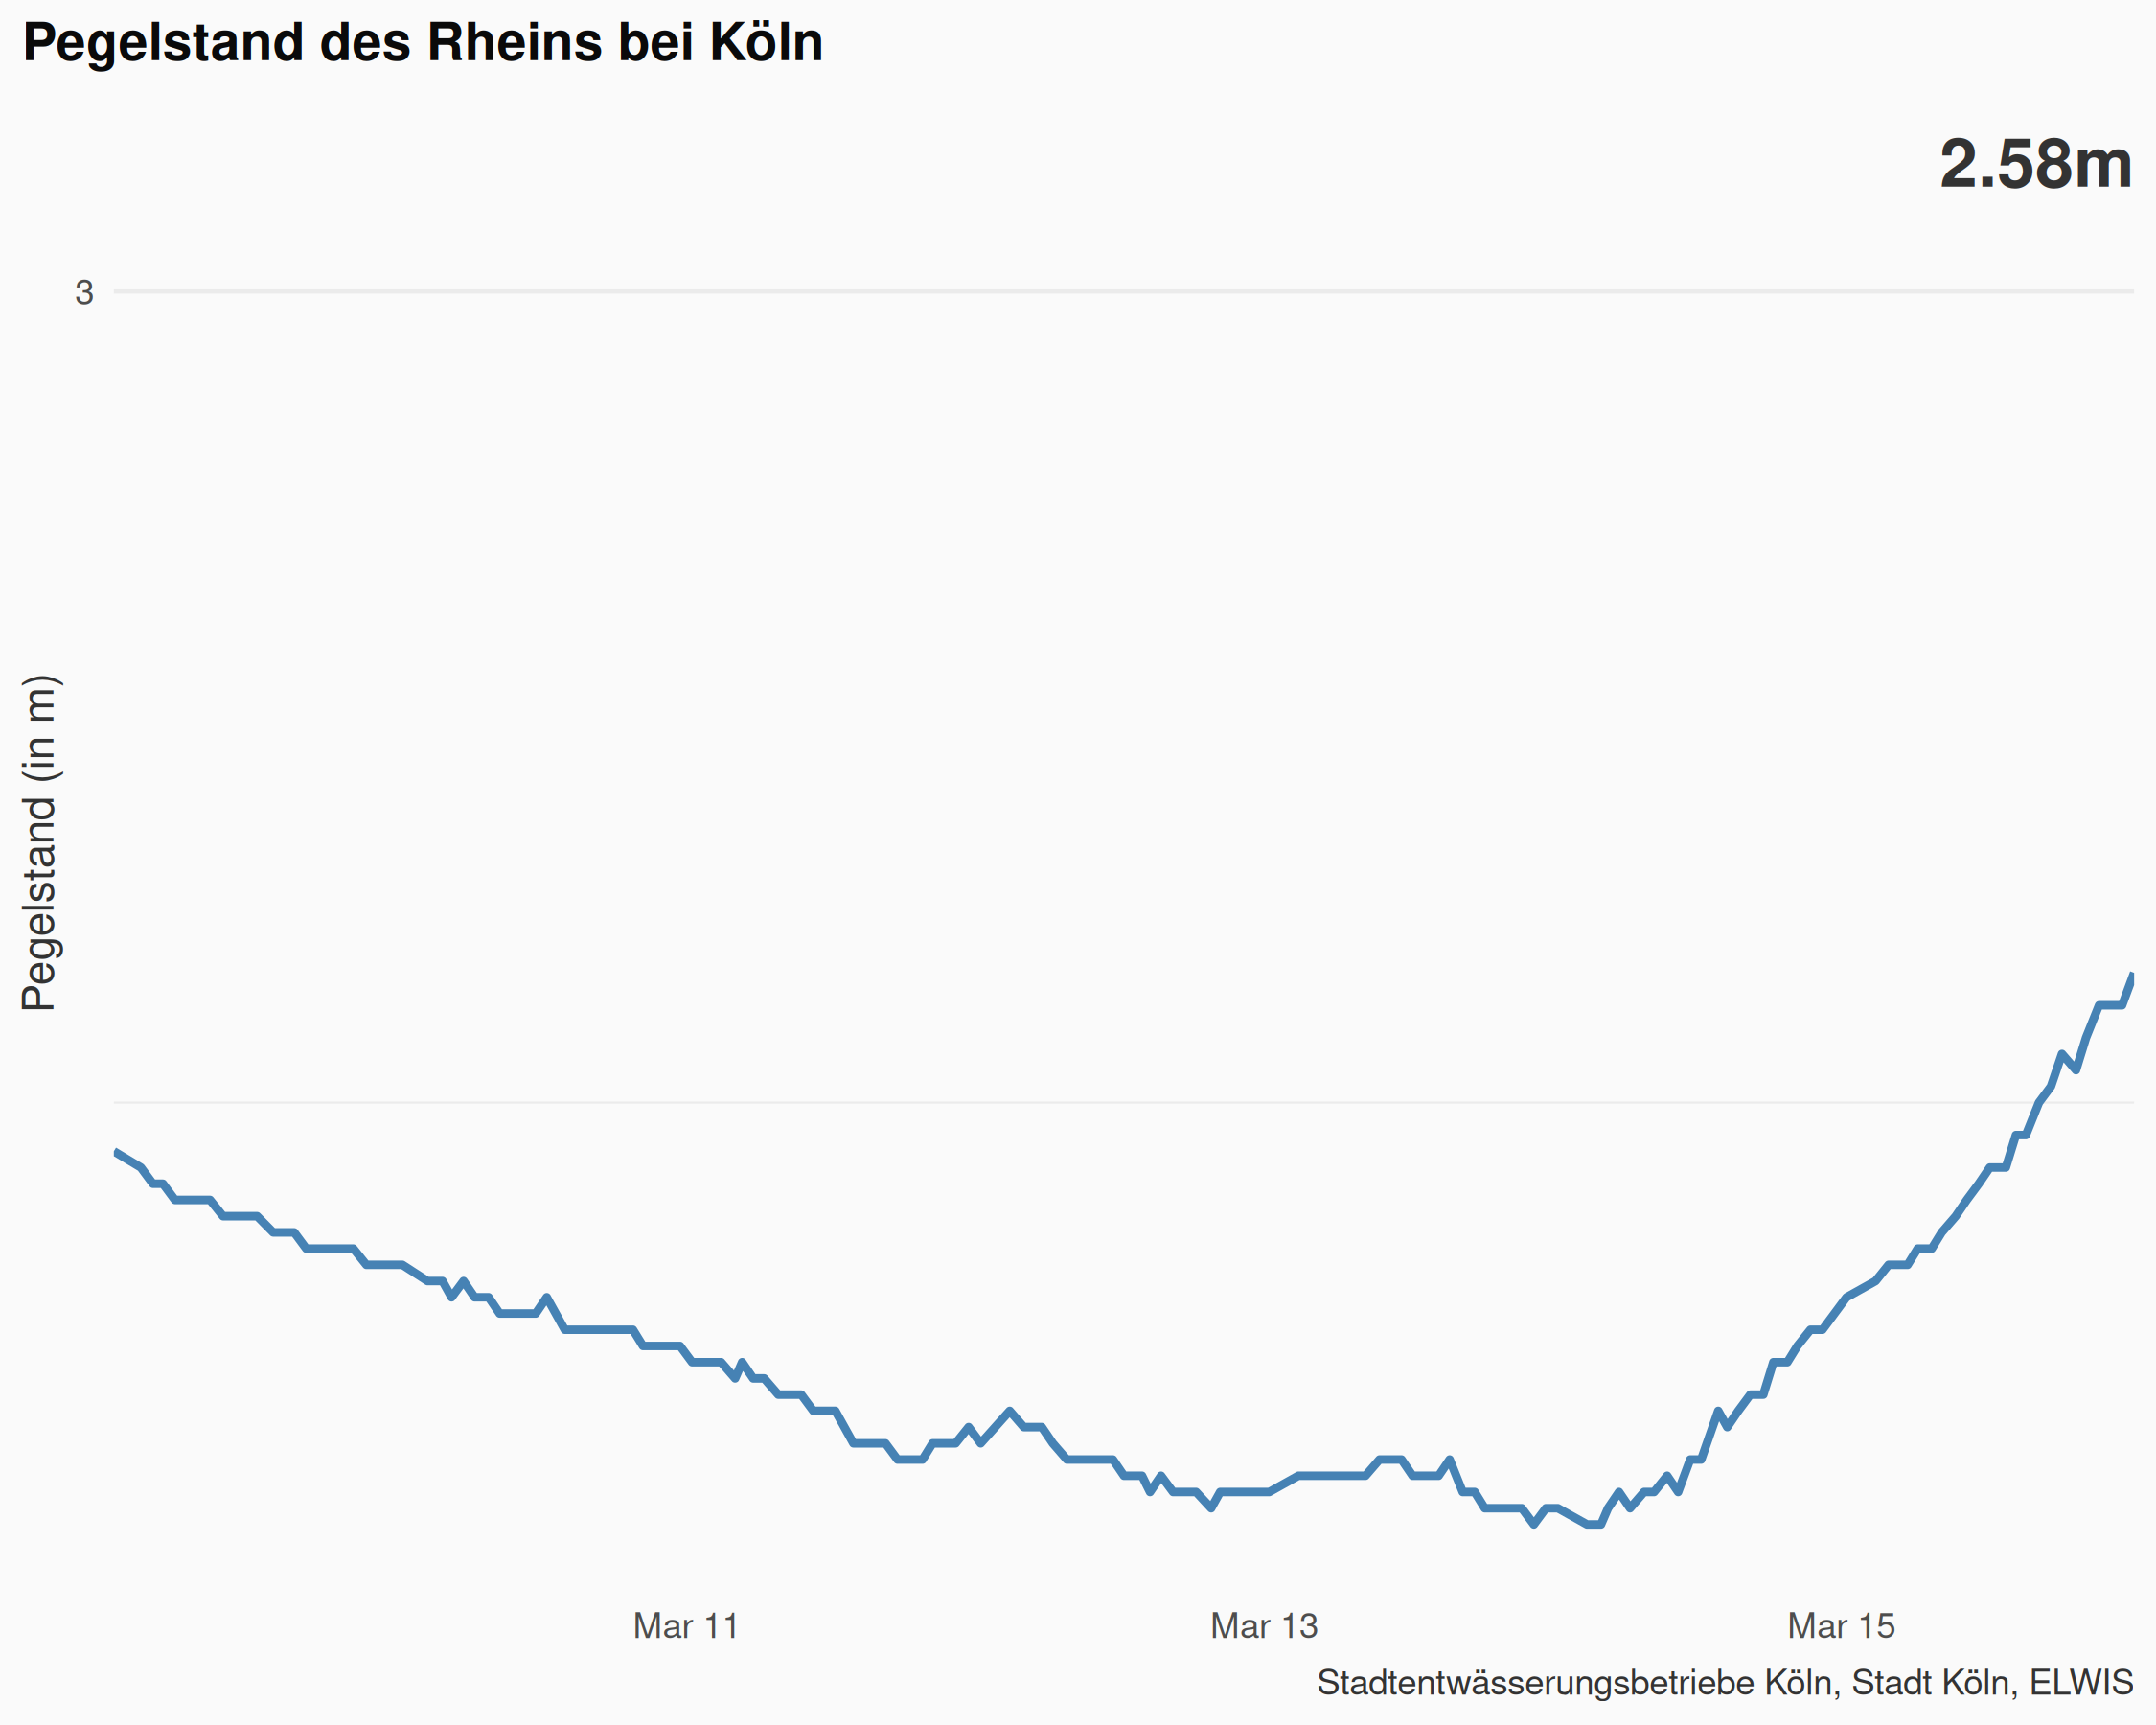 Pegelstand des Rheins bei Köln
2.58m
3
Pegelstand (in m)
Mar 11
Mar 13
Mar 15
Stadtentwässerungsbetriebe Köln, Stadt Köln, ELWIS